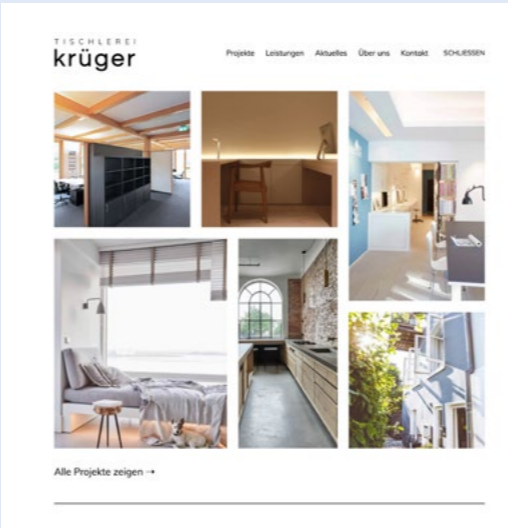 TISCHLEREI
krüger
Projekte Leistungen Aktuelles Über uns Kontakt SCHLIESSEN
Alle Projekte zeigen ➝